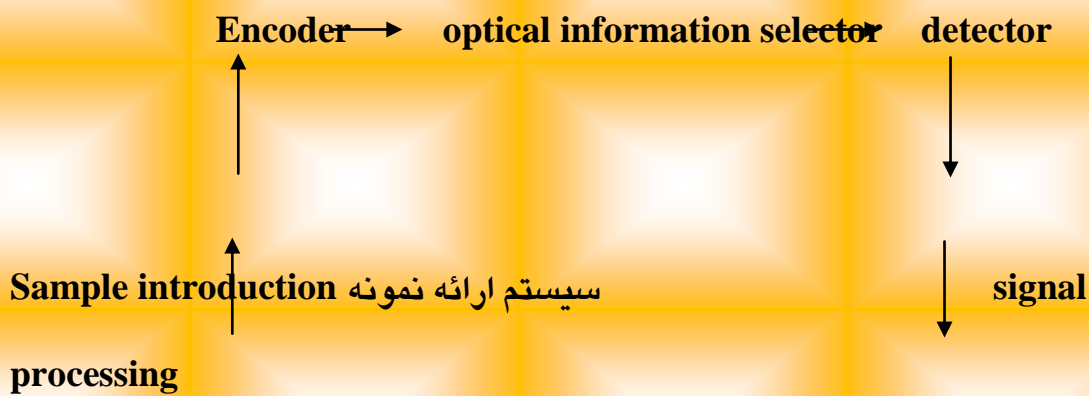 Encoder optical information selector detector
Sample introduction سیستم ارائه نمونه signal
processing